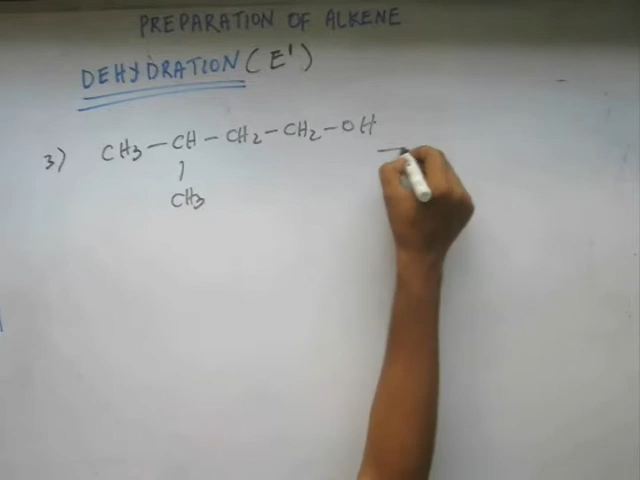 PREPARATION OF ALKENE
DEHYDRATION (E')
3) CH3 - CH - CH2 - CH2 - OH
CH3